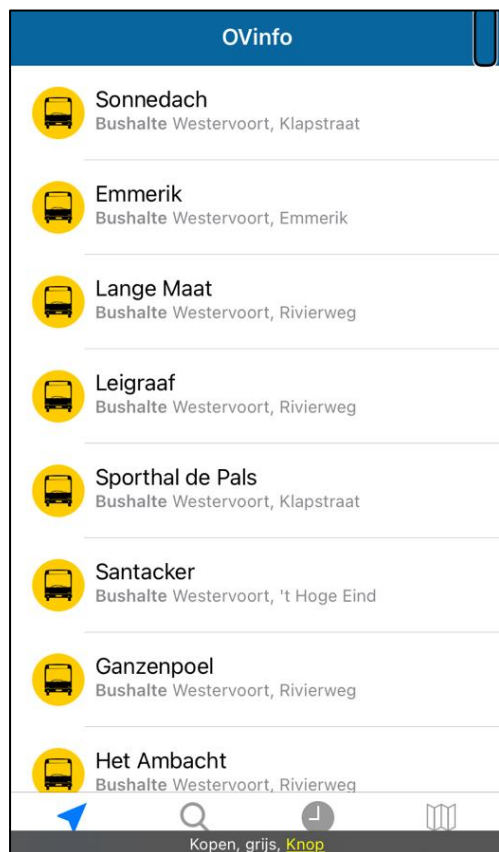 OVinfo
Sonnedach
Bushalte Westervoort, Klapstraat
Emmerik
Bushalte Westervoort, Emmerik
Lange Maat
Bushalte Westervoort, Rivierweg
Leigraaf
Bushalte Westervoort, Rivierweg
Sporthal de Pals
Bushalte Westervoort, Klapstraat
Santacker
Bushalte Westervoort, 't Hoge Eind
Ganzenpoel
Bushalte Westervoort, Rivierweg
Het Ambacht
Bushalte Westervoort, Rivierweg
Kopen, grijs, Knop